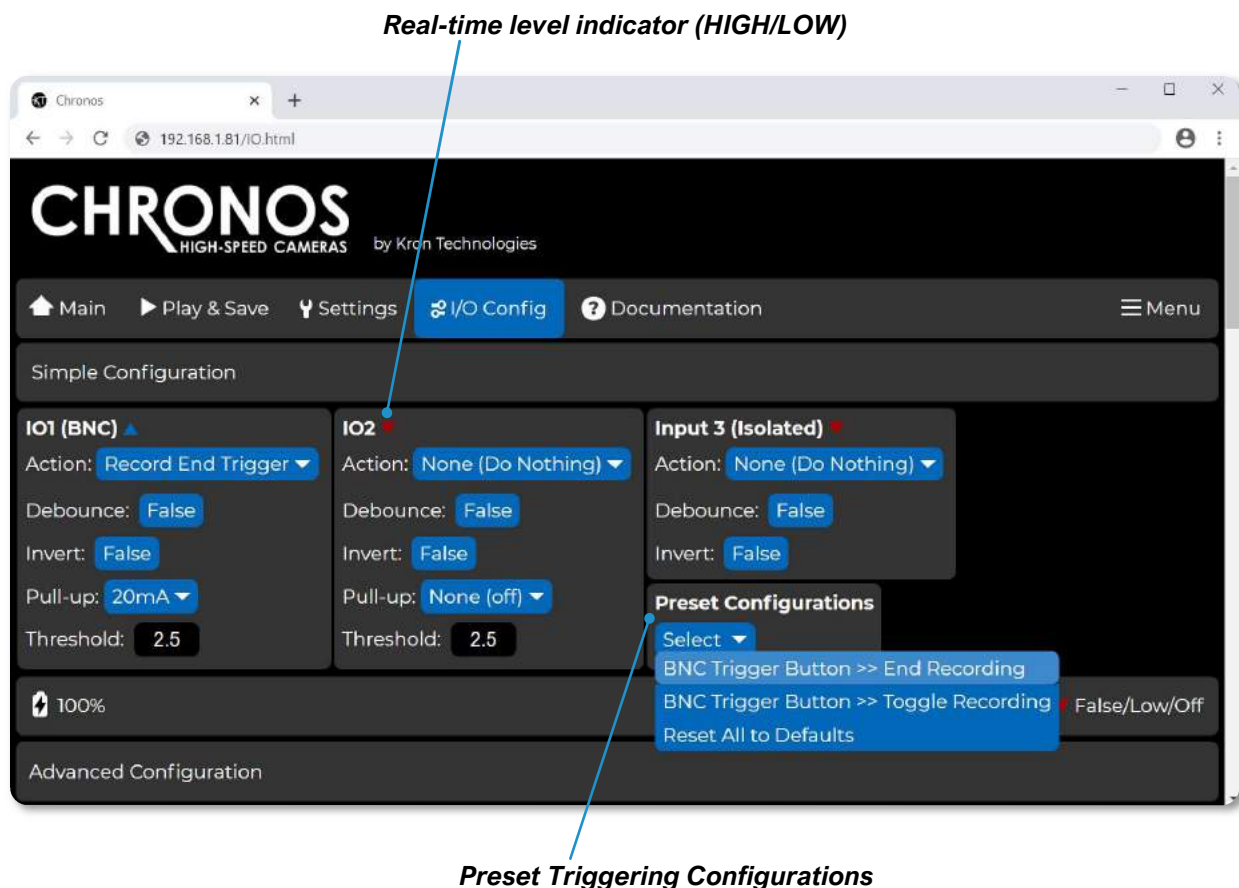 Real-time level indicator (HIGH/LOW)
Chronos
192.168.1.81/IO.html
CHRONOS
HIGH-SPEED CAMERAS by Kron Technologies
Main Play & Save Settings I/O Config Documentation Menu
Simple Configuration
IO1 (BNC)
Action: Record End Trigger
Debounce: False
Invert: False
Pull-up: 20mA
Threshold: 2.5
IO2
Action: None (Do Nothing)
Debounce: False
Invert: False
Pull-up: None (off)
Threshold: 2.5
Input 3 (Isolated)
Action: None (Do Nothing)
Debounce: False
Invert: False
Preset Configurations
Select
BNC Trigger Button >> End Recording
BNC Trigger Button >> Toggle Recording
Reset All to Defaults
100%
False/Low/Off
Advanced Configuration
Preset Triggering Configurations